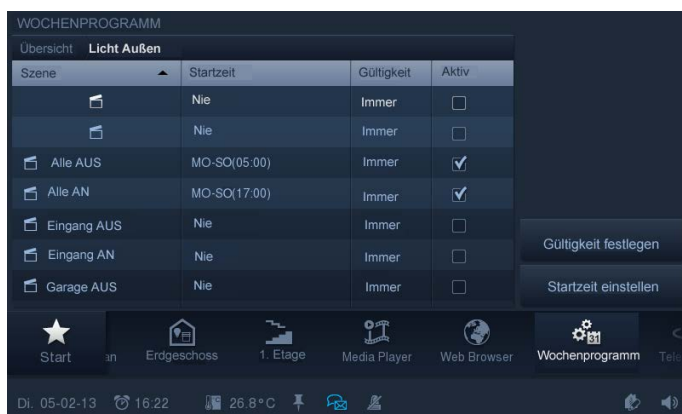 WOCHENPROGRAMM
Übersicht Licht Außen
Szene Startzeit Gültigkeit Aktiv
Nie Immer
Nie Immer
Alle AUS MO-SO(05:00) Immer
Alle AN MO-SO(17:00) Immer
Eingang AUS Nie Immer
Eingang AN Nie Immer
Garage AUS Nie Immer
Gültigkeit festlegen
Startzeit einstellen
31
Start an Erdgeschoss 1. Etage Media Player Web Browser Wochenprogramm Tele
Di. 05-02-13 16:22 26.8°C